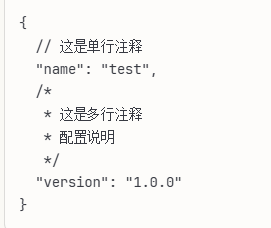 {
  // 这是单行注释
  "name": "test",
  /*
   * 这是多行注释
   * 配置说明
   */
  "version": "1.0.0"
}